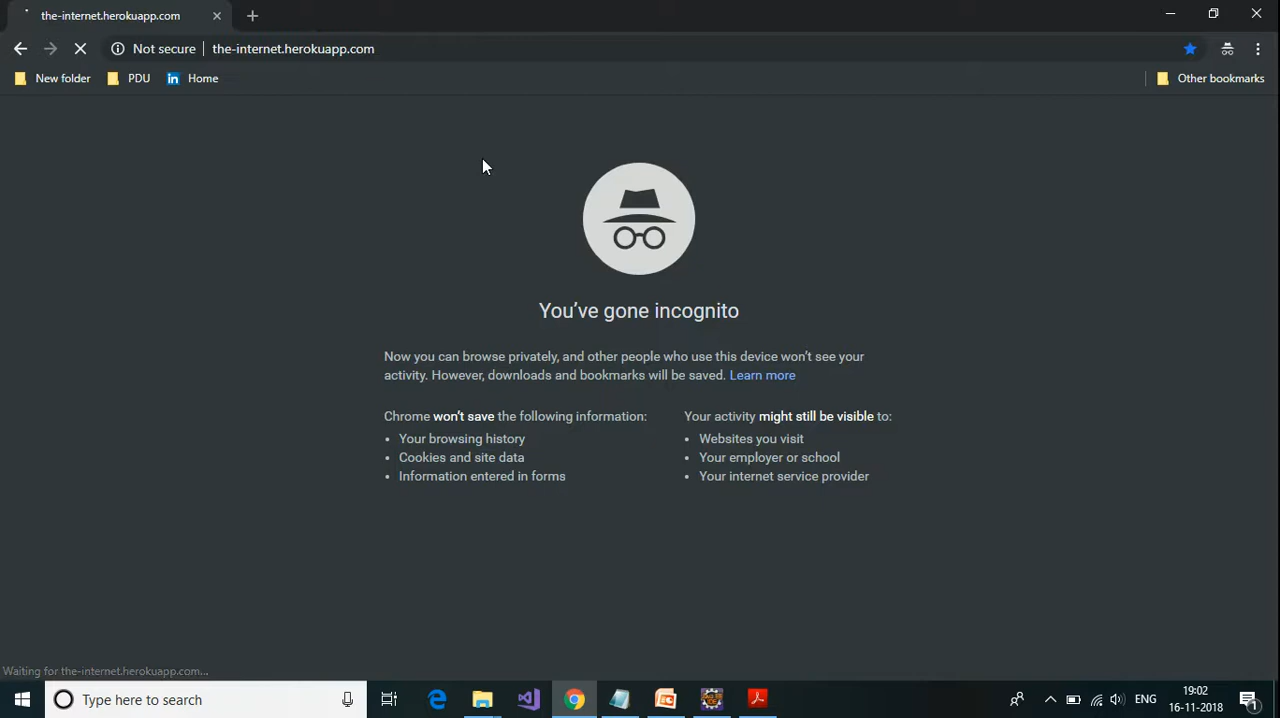 the-internet.herokuapp.com
Not secure the-internet.herokuapp.com
New folder PDU in Home Other bookmarks
You've gone incognito
Now you can browse privately, and other people who use this device won't see your
activity. However, downloads and bookmarks will be saved. Learn more
Chrome won't save the following information:
• Your browsing history
• Cookies and site data
• Information entered in forms
Your activity might still be visible to:
• Websites you visit
• Your employer or school
• Your internet service provider
Waiting for the-internet.herokuapp.com...
Type here to search
ENG
19:02
16-11-2018
1